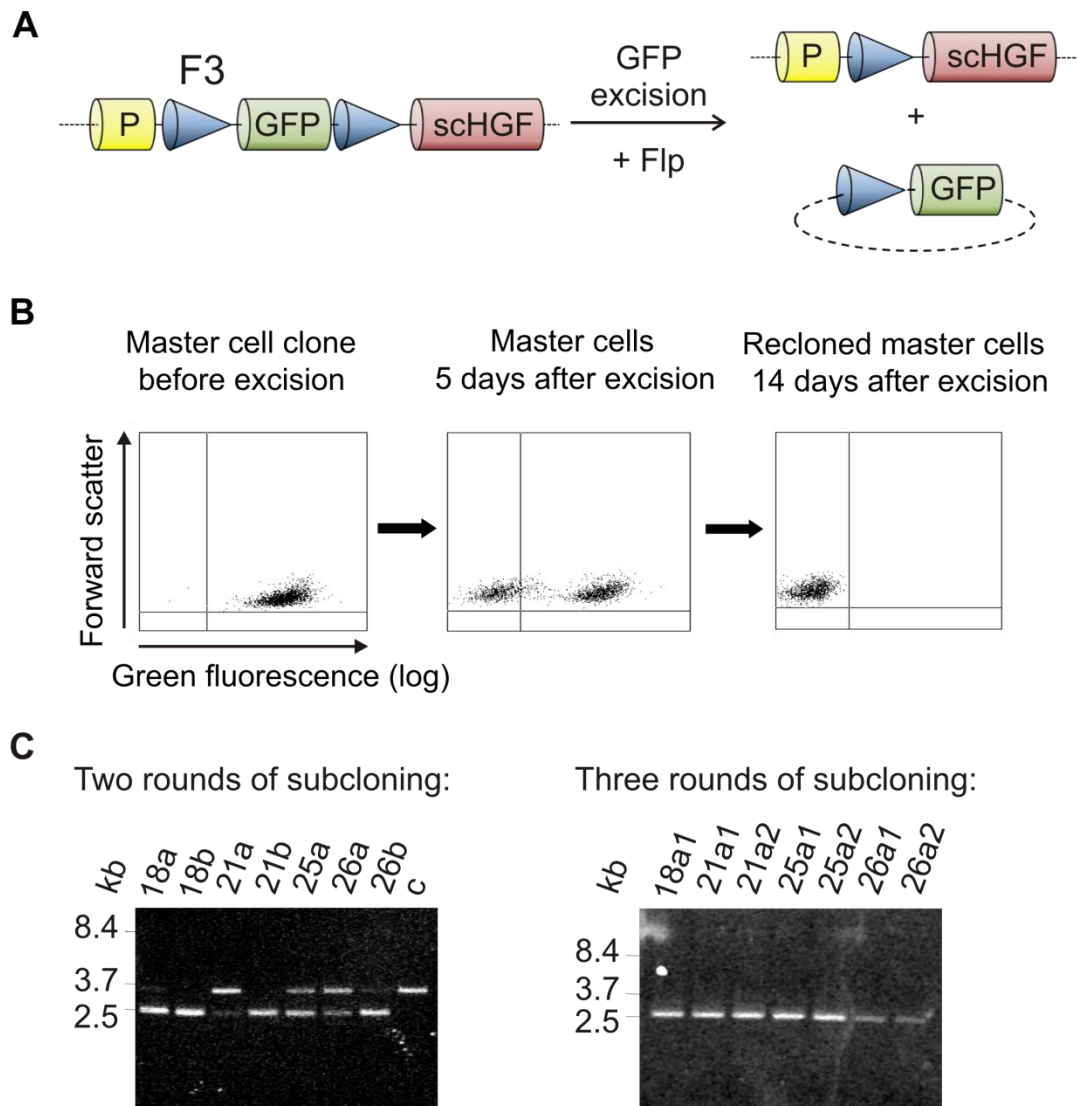 A
P
F3
GFP
scHGF
GFP
excision
+ Flp
P
scHGF
+
GFP
B
Master cell clone
before excision
Master cells
5 days after excision
Recloned master cells
14 days after excision
Forward scatter
Green fluorescence (log)
C
Two rounds of subcloning:
kb 18a 18b 21a 21b 25a 26a 26b c
8.4
3.7
2.5
Three rounds of subcloning:
kb 18a1 21a1 21a2 25a1 25a2 26a1 26a2
8.4
3.7
2.5